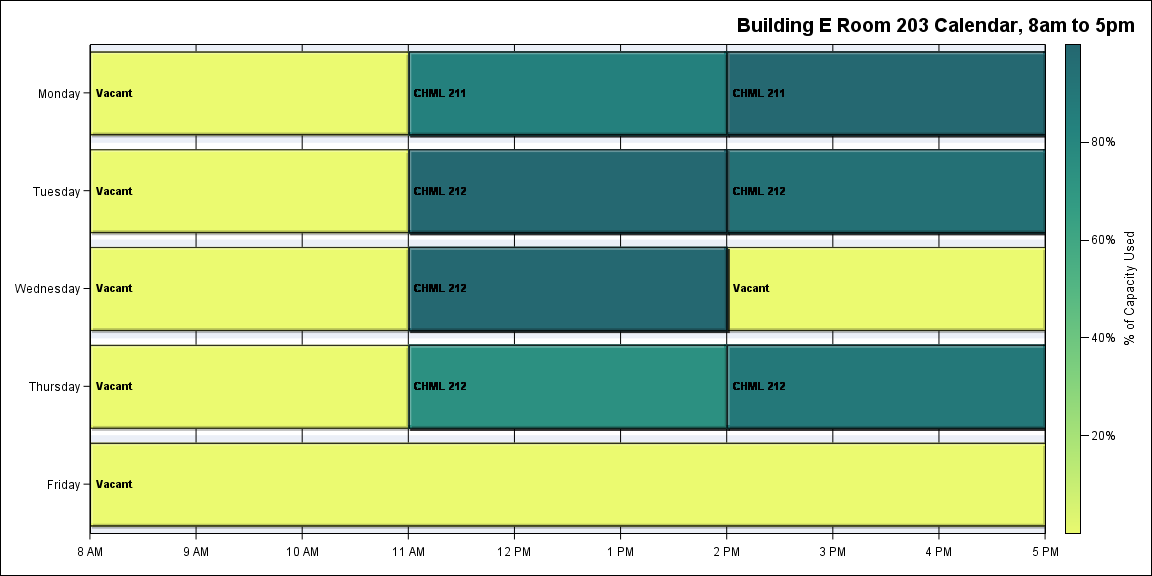 Building E Room 203 Calendar, 8am to 5pm
Monday
Vacant
CHML 211
CHML 211
Tuesday
Vacant
CHML 212
CHML 212
Wednesday
Vacant
CHML 212
Vacant
Thursday
Vacant
CHML 212
CHML 212
Friday
Vacant
8 AM
9 AM
10 AM
11 AM
12 PM
1 PM
2 PM
3 PM
4 PM
5 PM
80%
60%
40%
20%
% of Capacity Used